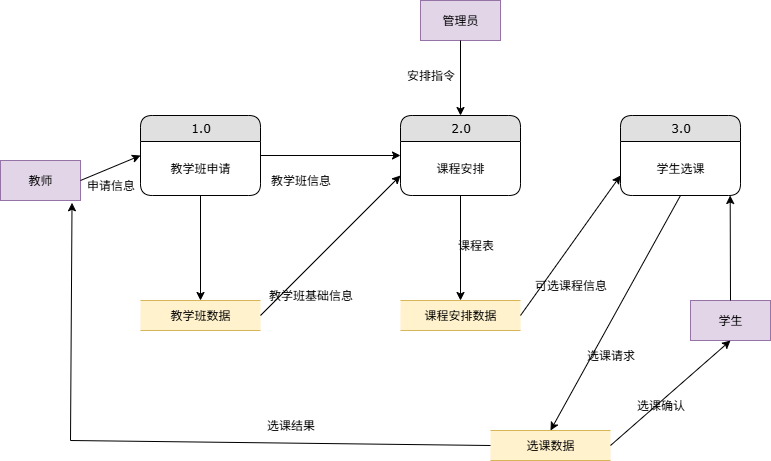 管理员
安排指令
1.0
2.0
3.0
教学班申请
课程安排
学生选课
教师
申请信息
教学班信息
课程表
可选课程信息
教学班基础信息
教学班数据
课程安排数据
学生
选课请求
选课确认
选课结果
选课数据